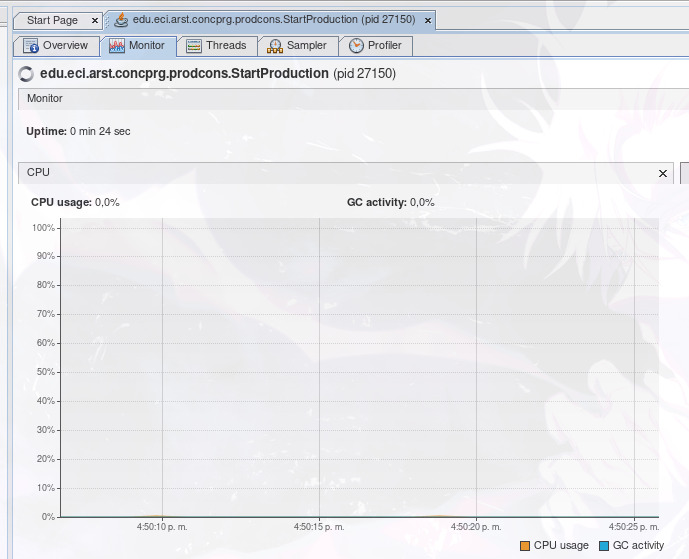 Start Page × edu.eci.arst.concprg.prodcons.StartProduction (pid 27150) ×
Overview Monitor Threads Sampler Profiler
edu.eci.arst.concprg.prodcons.StartProduction (pid 27150)
Monitor
Uptime: 0 min 24 sec
CPU ×
CPU usage: 0,0% GC activity: 0,0%
100%
90%
80%
70%
60%
50%
40%
30%
20%
10%
0%
4:50:10 p. m. 4:50:15 p. m. 4:50:20 p. m. 4:50:25 p. m.
CPU usage GC activity